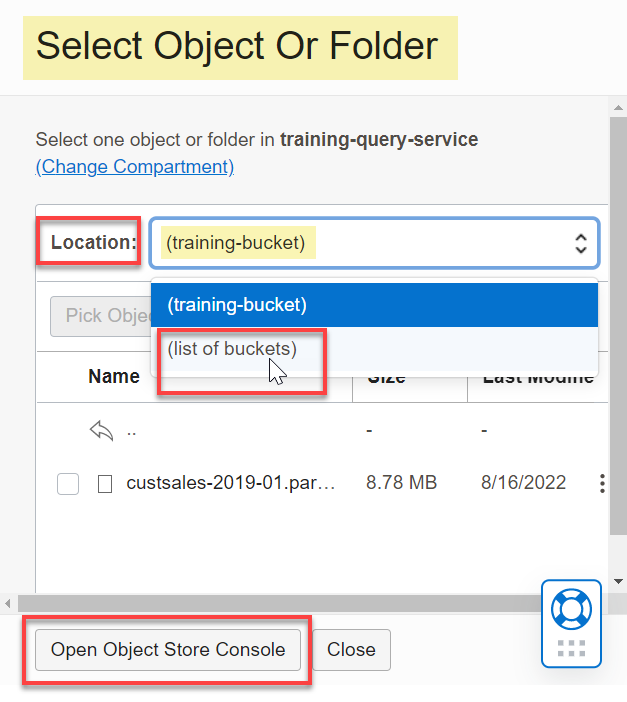 Select Object Or Folder
Select one object or folder in training-query-service
(Change Compartment)
Location: (training-bucket)
(training-bucket)
Pick Obje
(list of buckets)
Name Size Last Modifie
.. - -
custsales-2019-01.par… 8.78 MB 8/16/2022
Open Object Store Console Close